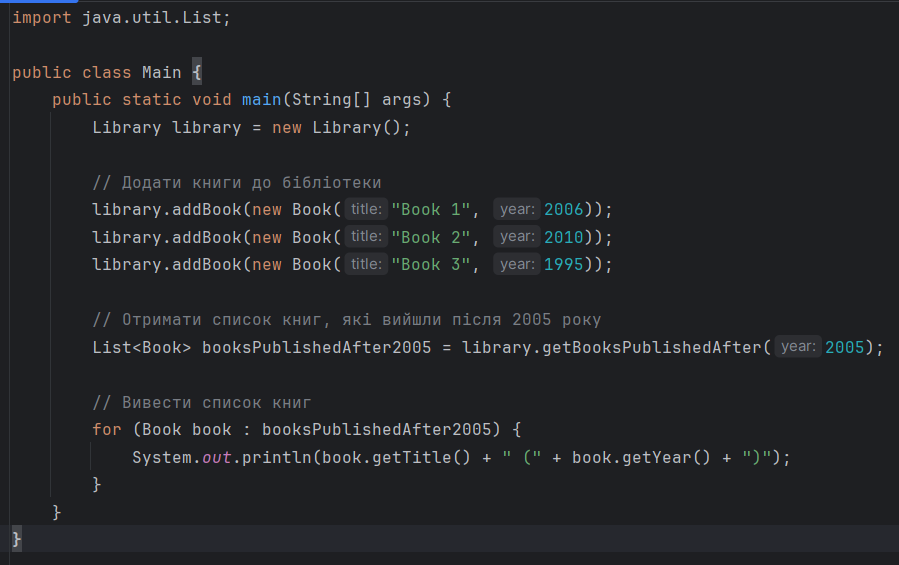 import java.util.List;
public class Main {
public static void main(String[] args) {
Library library = new Library();
// Додати книги до бібліотеки
library.addBook(new Book( title: "Book 1", year: 2006));
library.addBook(new Book( title: "Book 2", year: 2010));
library.addBook(new Book( title: "Book 3", year: 1995));
// Отримати список книг, які вийшли після 2005 року
List<Book> booksPublishedAfter2005 = library.getBooksPublishedAfter( year: 2005);
// Вивести список книг
for (Book book : booksPublishedAfter2005) {
System.out.println(book.getTitle() + " (" + book.getYear() + ")");
}
}
}